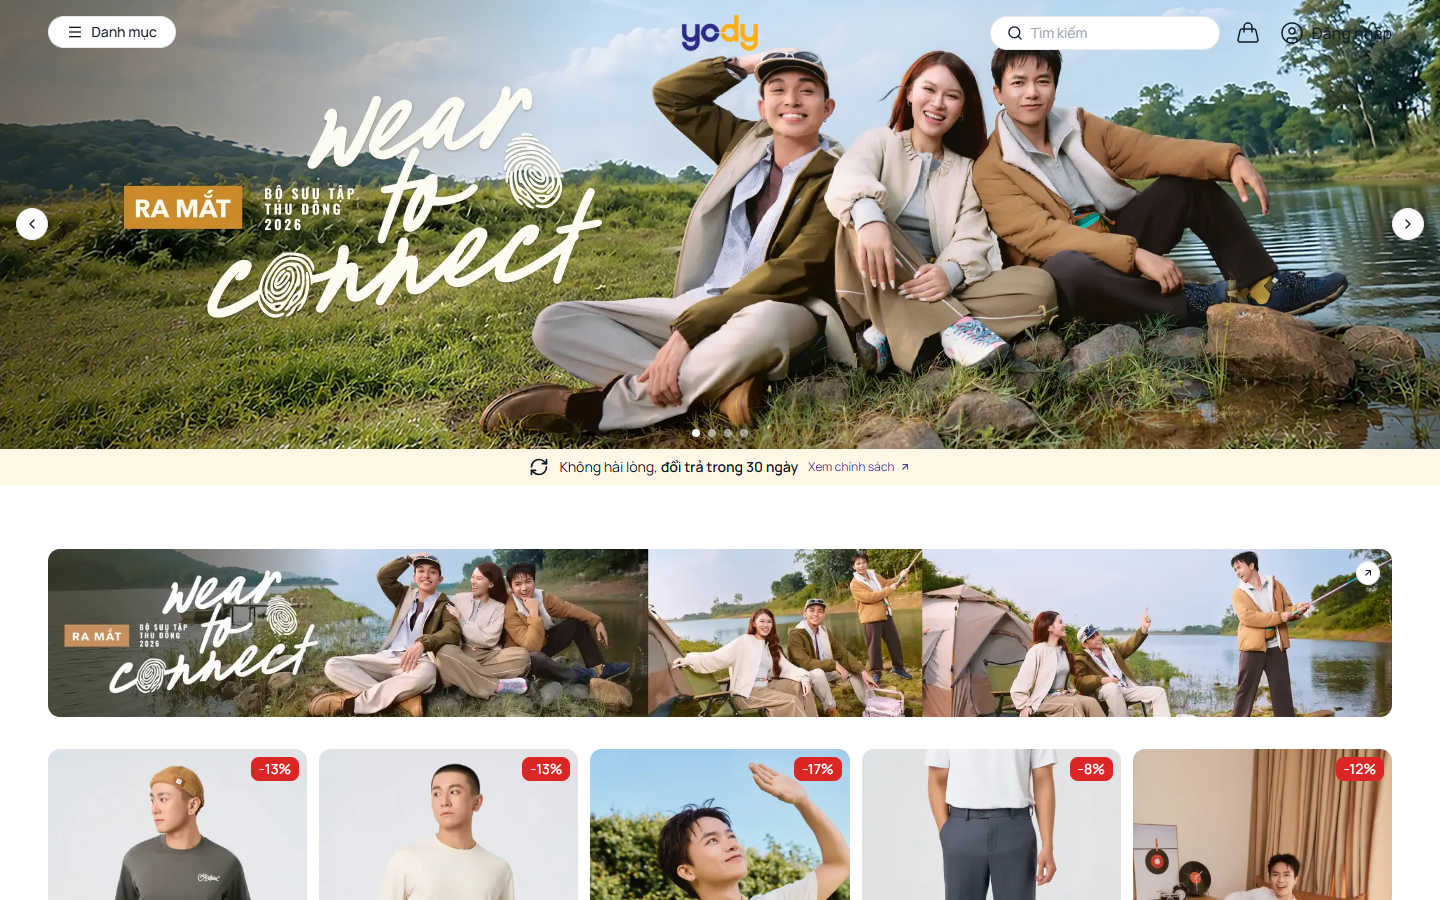 Danh mục
yody
Tìm kiếm
Đăng nhập
wear
to
connect
RA MẮT
BỘ SƯU TẬP
THU ĐÔNG
2026
Không hài lòng, đổi trả trong 30 ngày Xem chính sách
wear
to
connect
RA MẮT
BỘ SƯU TẬP
THU ĐÔNG
2026
-13%
-13%
-17%
-8%
-12%